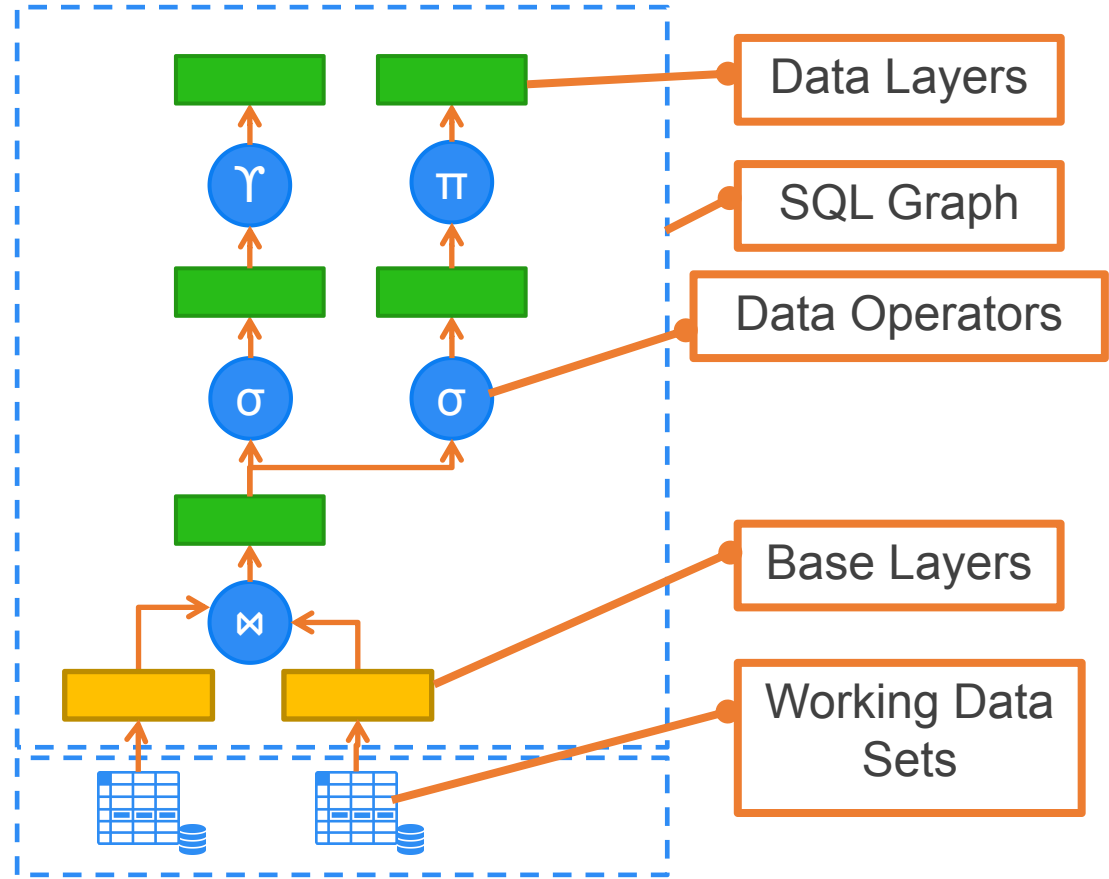 Data Layers
ϒ
π
SQL Graph
Data Operators
σ
σ
Base Layers
⋈
Working Data
Sets